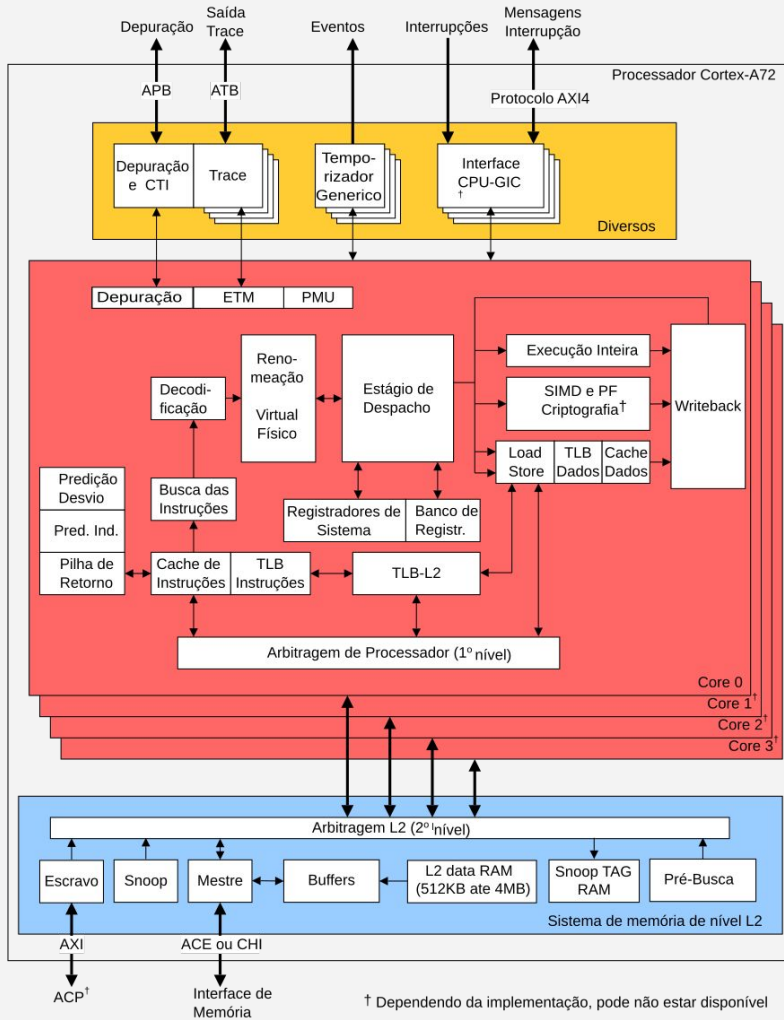 Depuração
Saída
Trace
Eventos
Interrupções
Mensagens
Interrupção
Processador Cortex-A72
APB
ATB
Protocolo AXI4
Depuração
e CTI
Trace
Tempo-
rizador
Generico
Interface
CPU-GIC
†
Diversos
Depuração
ETM
PMU
Reno-
meação
Virtual
Físico
Estágio de
Despacho
Execução Inteira
SIMD e PF
Criptografia†
Writeback
Decodi-
ficação
Load
Store
TLB
Dados
Cache
Dados
Predição
Desvio
Pred. Ind.
Pilha de
Retorno
Busca das
Instruções
Registradores de
Sistema
Banco de
Registr.
Cache de
Instruções
TLB
Instruções
TLB-L2
Arbitragem de Processador (1º nível)
Core 0
Core 1†
Core 2†
Core 3†
Arbitragem L2 (2º nível)
Escravo
Snoop
Mestre
Buffers
L2 data RAM
(512KB ate 4MB)
Snoop TAG
RAM
Pré-Busca
Sistema de memória de nível L2
AXI
ACE ou CHI
ACP†
Interface de
Memória
† Dependendo da implementação, pode não estar disponível